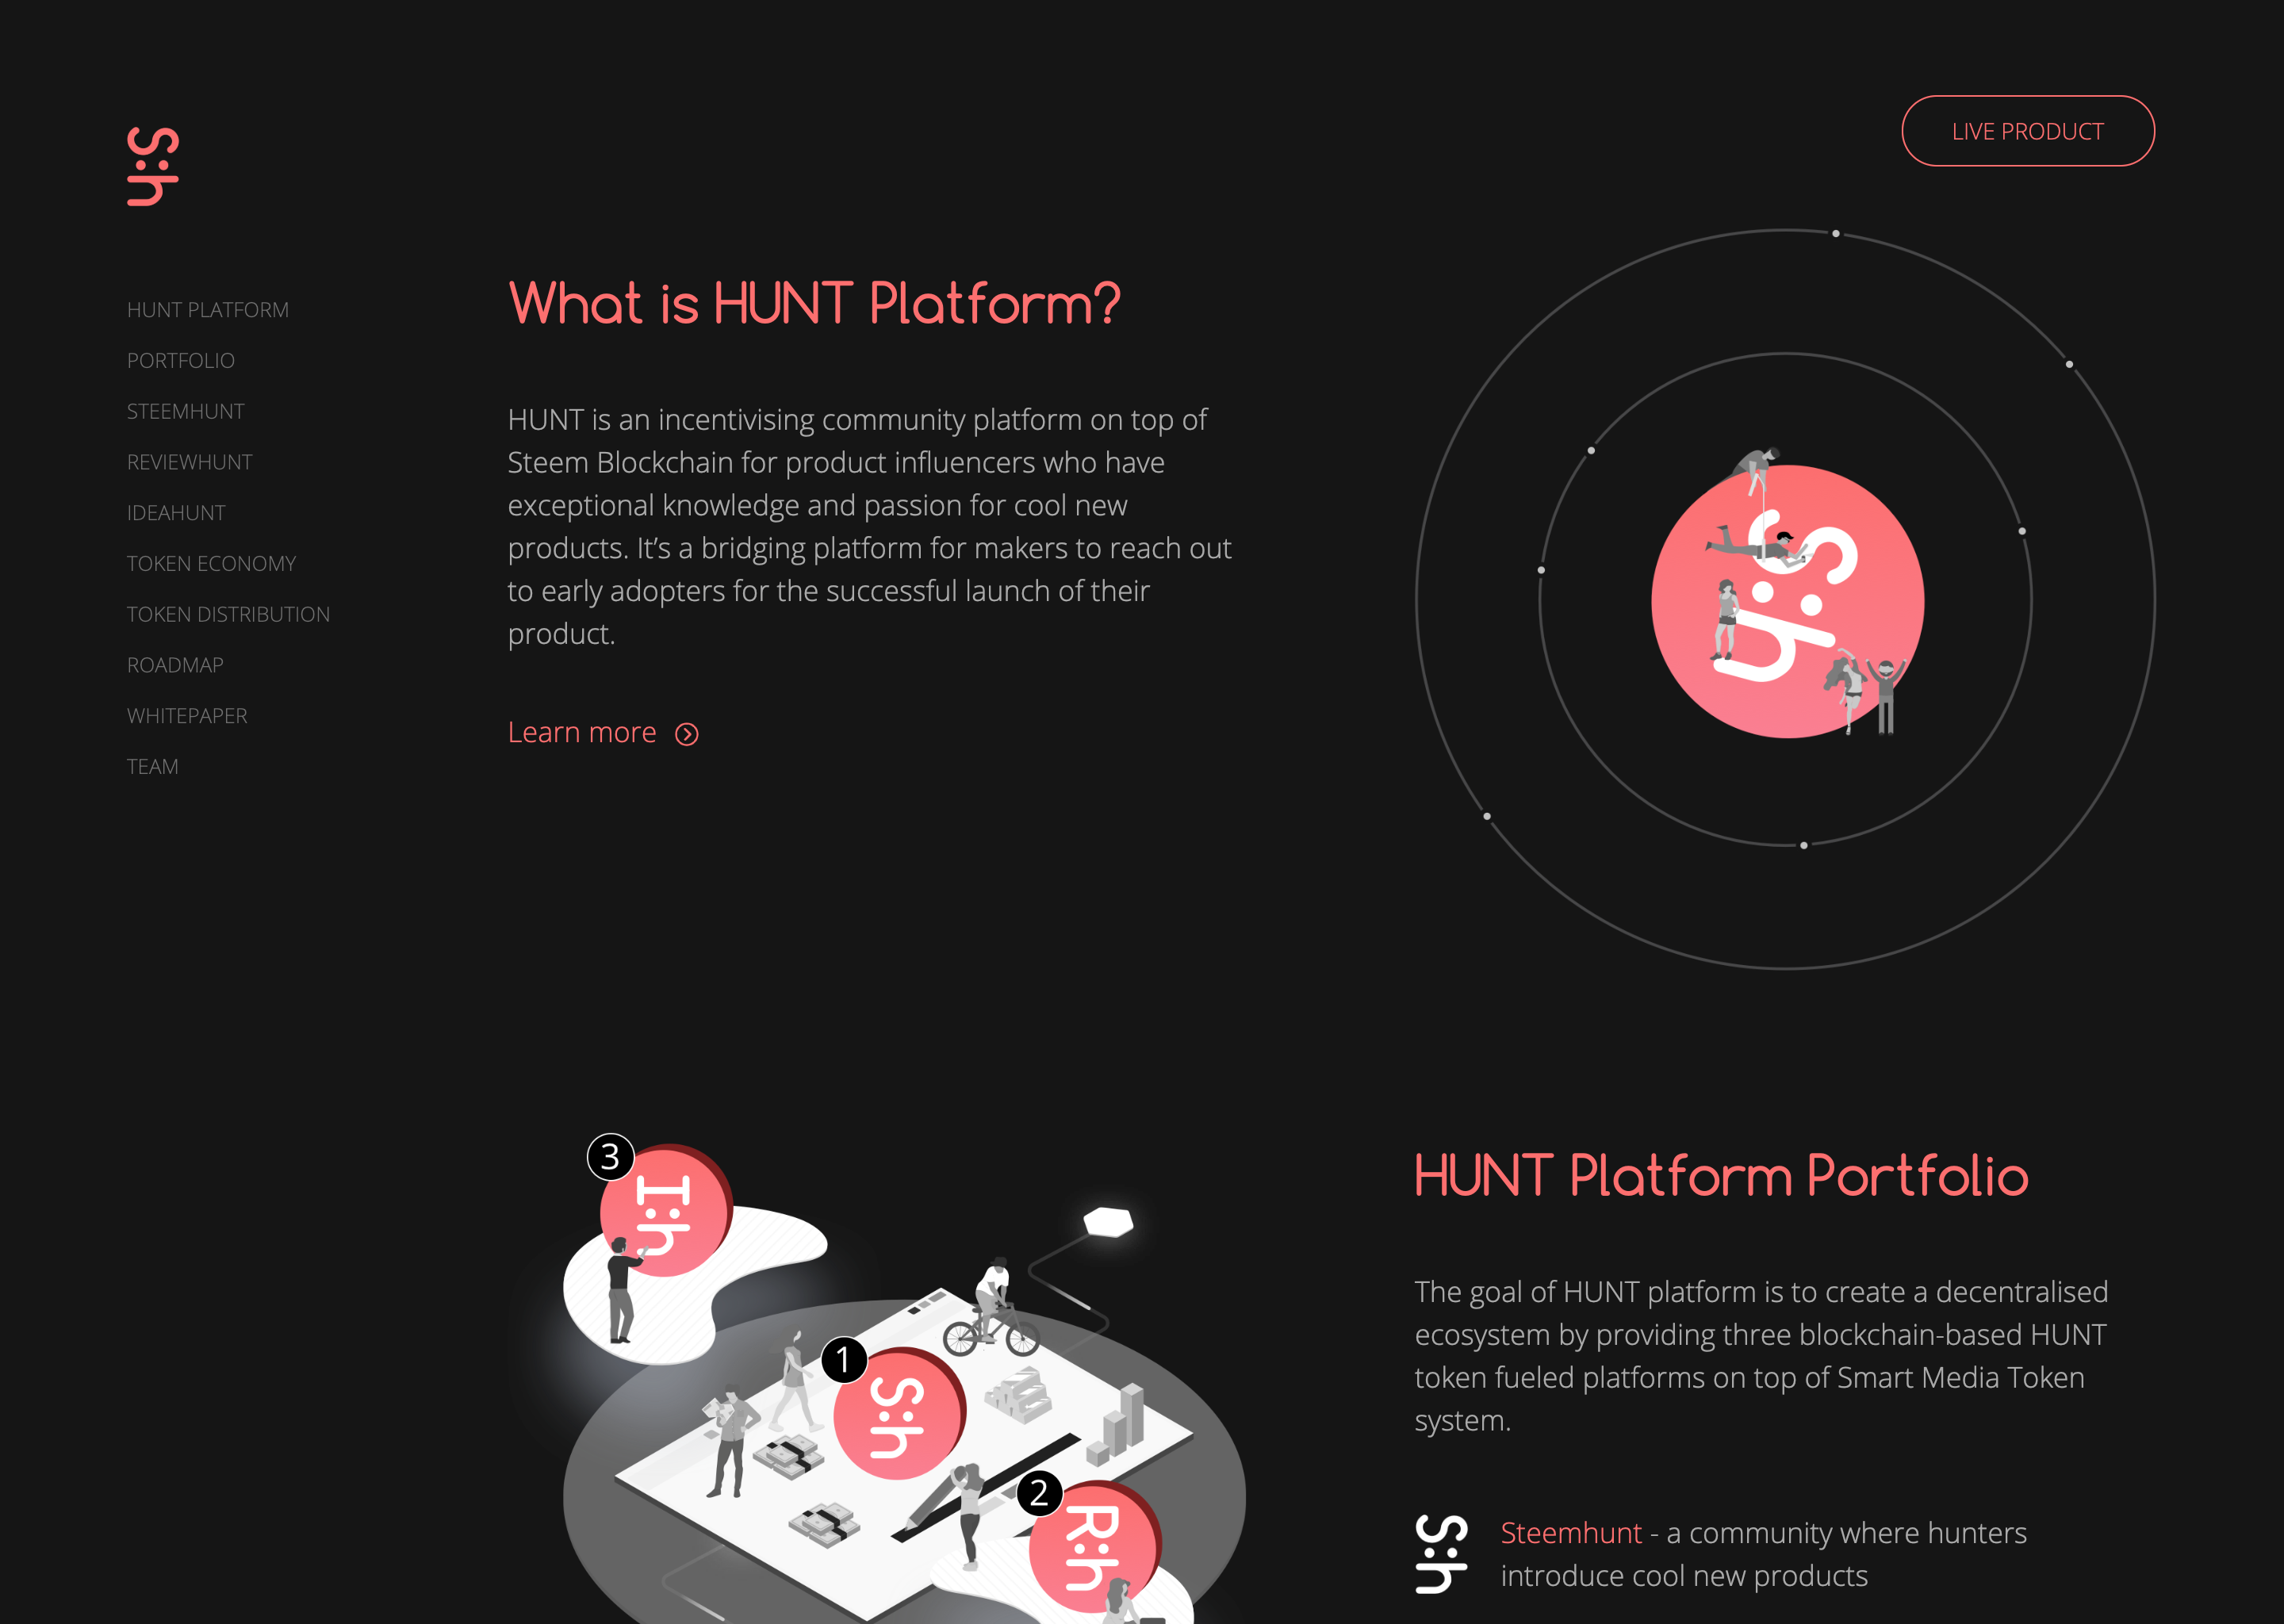 S:h
LIVE PRODUCT
HUNT PLATFORM
PORTFOLIO
STEEMHUNT
REVIEWHUNT
IDEAHUNT
TOKEN ECONOMY
TOKEN DISTRIBUTION
ROADMAP
WHITEPAPER
TEAM
What is HUNT Platform?
HUNT is an incentivising community platform on top of
Steem Blockchain for product influencers who have
exceptional knowledge and passion for cool new
products. It’s a bridging platform for makers to reach out
to early adopters for the successful launch of their
product.
Learn more
S:h
3
I:h
1
S:h
2
R:h
HUNT Platform Portfolio
The goal of HUNT platform is to create a decentralised
ecosystem by providing three blockchain-based HUNT
token fueled platforms on top of Smart Media Token
system.
S:h
Steemhunt - a community where hunters
introduce cool new products